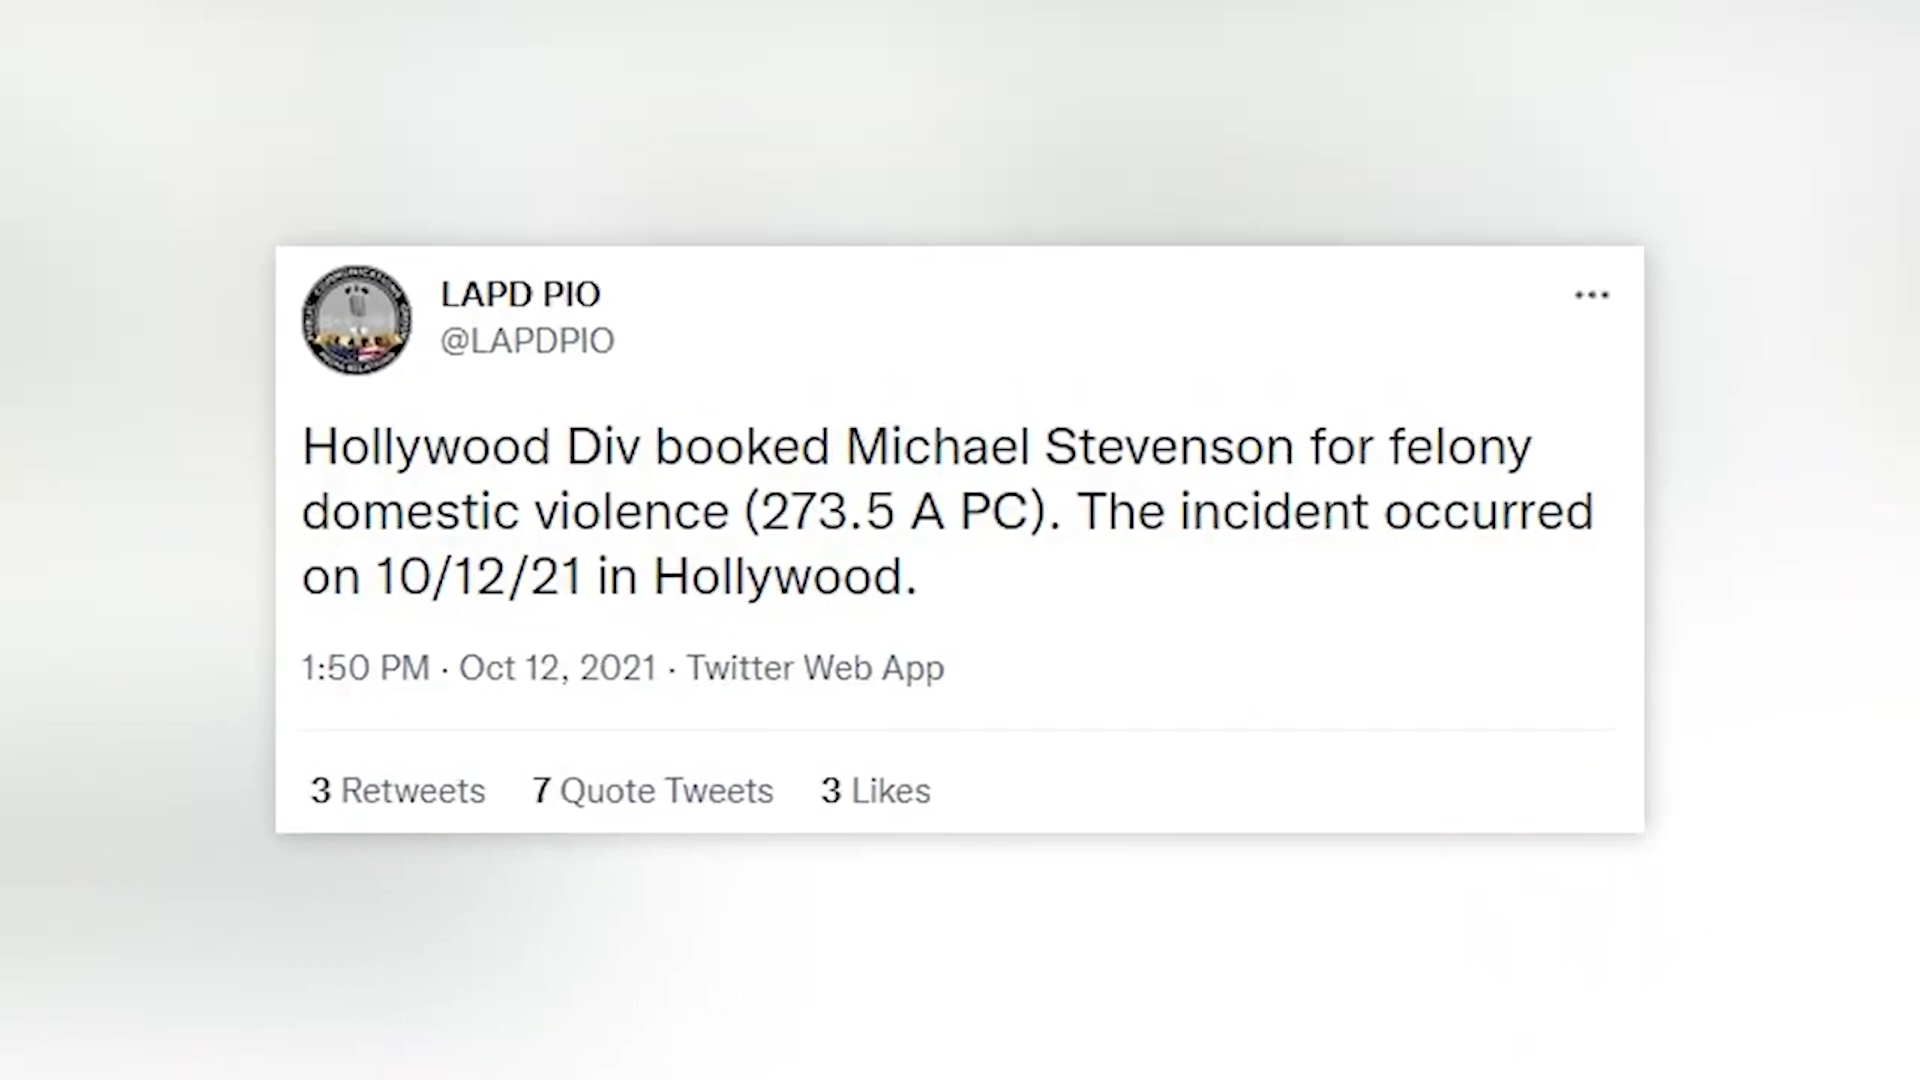 LAPD PIO
@LAPDPIO
Hollywood Div booked Michael Stevenson for felony
domestic violence (273.5 A PC). The incident occurred
on 10/12/21 in Hollywood.
1:50 PM · Oct 12, 2021 · Twitter Web App
3 Retweets 7 Quote Tweets 3 Likes